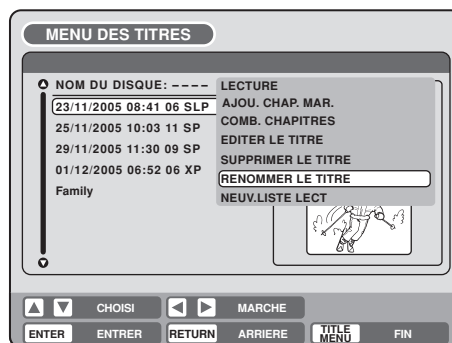 MENU DES TITRES
NOM DU DISQUE: ----
23/11/2005 08:41 06 SLP
25/11/2005 10:03 11 SP
29/11/2005 11:30 09 SP
01/12/2005 06:52 06 XP
Family
LECTURE
AJOU. CHAP. MAR.
COMB. CHAPITRES
EDITER LE TITRE
SUPPRIMER LE TITRE
RENOMMER LE TITRE
NEUV.LISTE LECT
CHOISI MARCHE
ENTER ENTRER RETURN ARRIERE TITLE MENU FIN